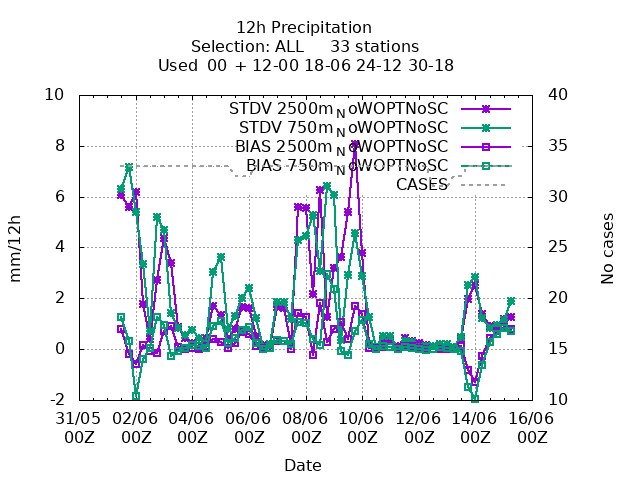 12h Precipitation
Selection: ALL 33 stations
Used 00 + 12-00 18-06 24-12 30-18
STDV 2500m_NoWOPTNoSC
STDV 750m_NoWOPTNoSC
BIAS 2500m_NoWOPTNoSC
BIAS 750m_NoWOPTNoSC
CASES
10 40
8 35
6 30
4 25
2 20
0 15
-2 10
mm/12h
No cases
31/05 02/06 04/06 06/06 08/06 10/06 12/06 14/06 16/06
00Z 00Z 00Z 00Z 00Z 00Z 00Z 00Z 00Z
Date